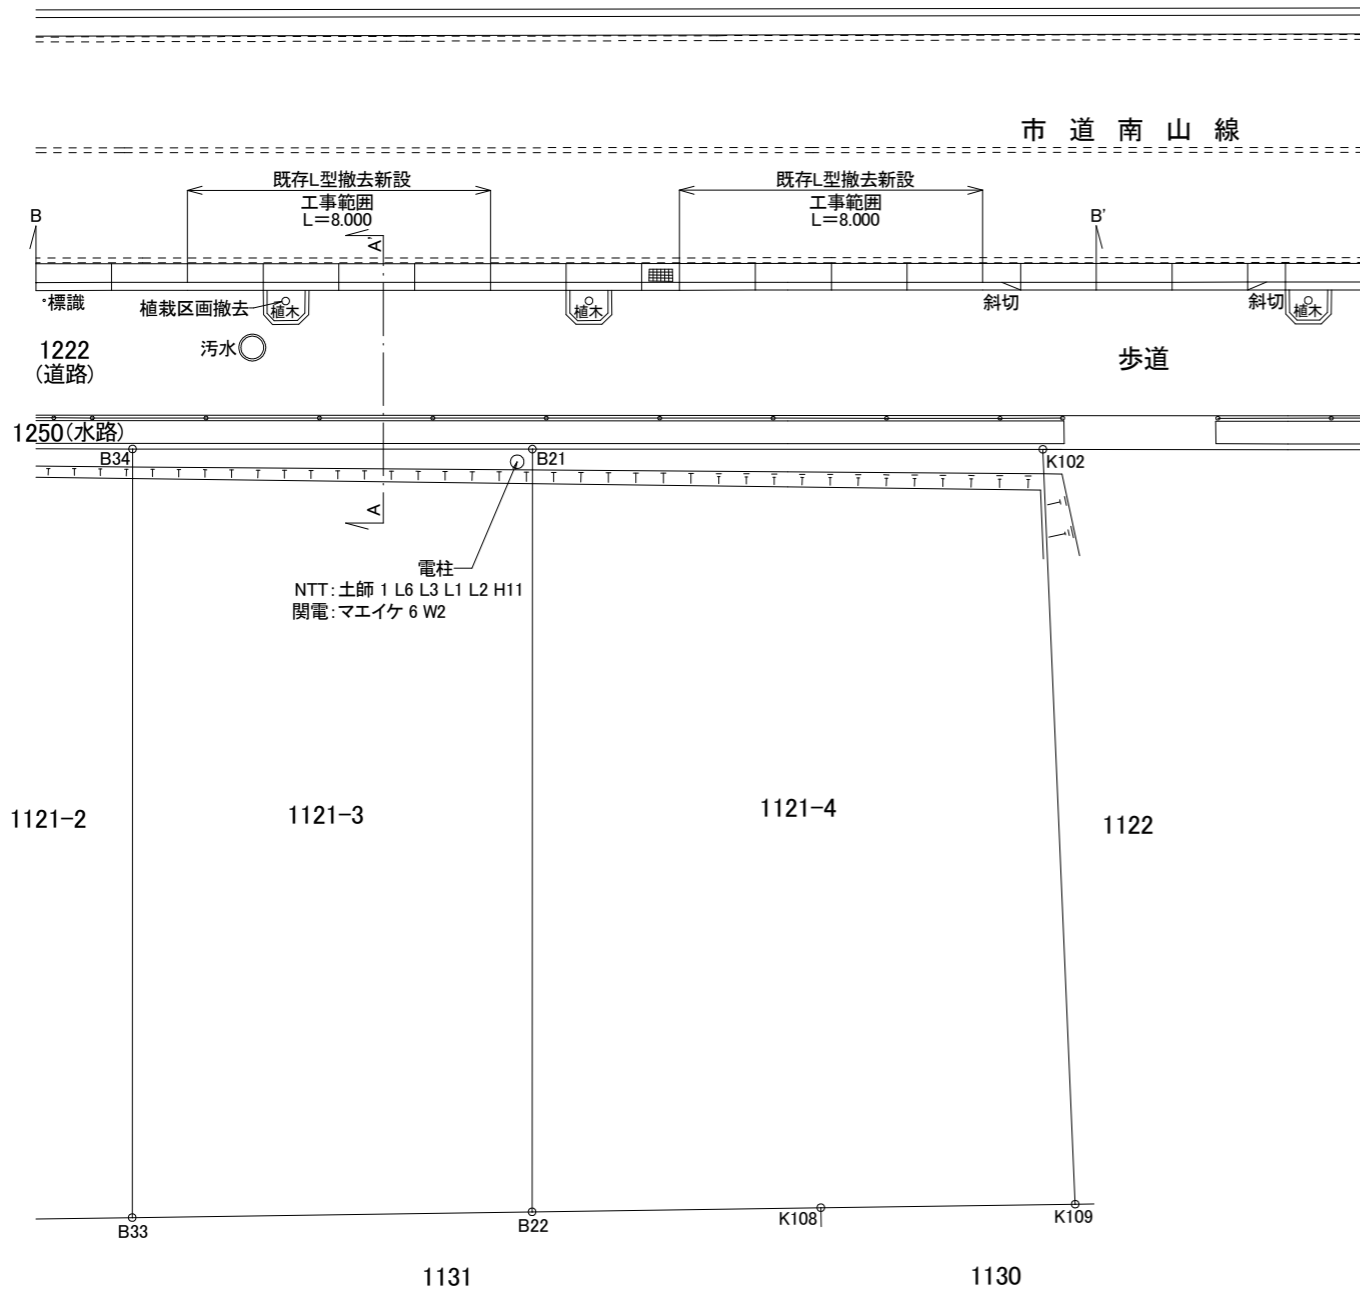 市道南山線
既存L型撤去新設
工事範囲
L=8.000
既存L型撤去新設
工事範囲
L=8.000
B
A'
B'
標識
植栽区画撤去
植木
植木
斜切
斜切
植木
1222
(道路)
汚水
歩道
1250(水路)
B34
B21
K102
A
電柱
NTT:土師 1 L6 L3 L1 L2 H11
関電:マエイケ 6 W2
1121-2
1121-3
1121-4
1122
B33
B22
K108
K109
1131
1130